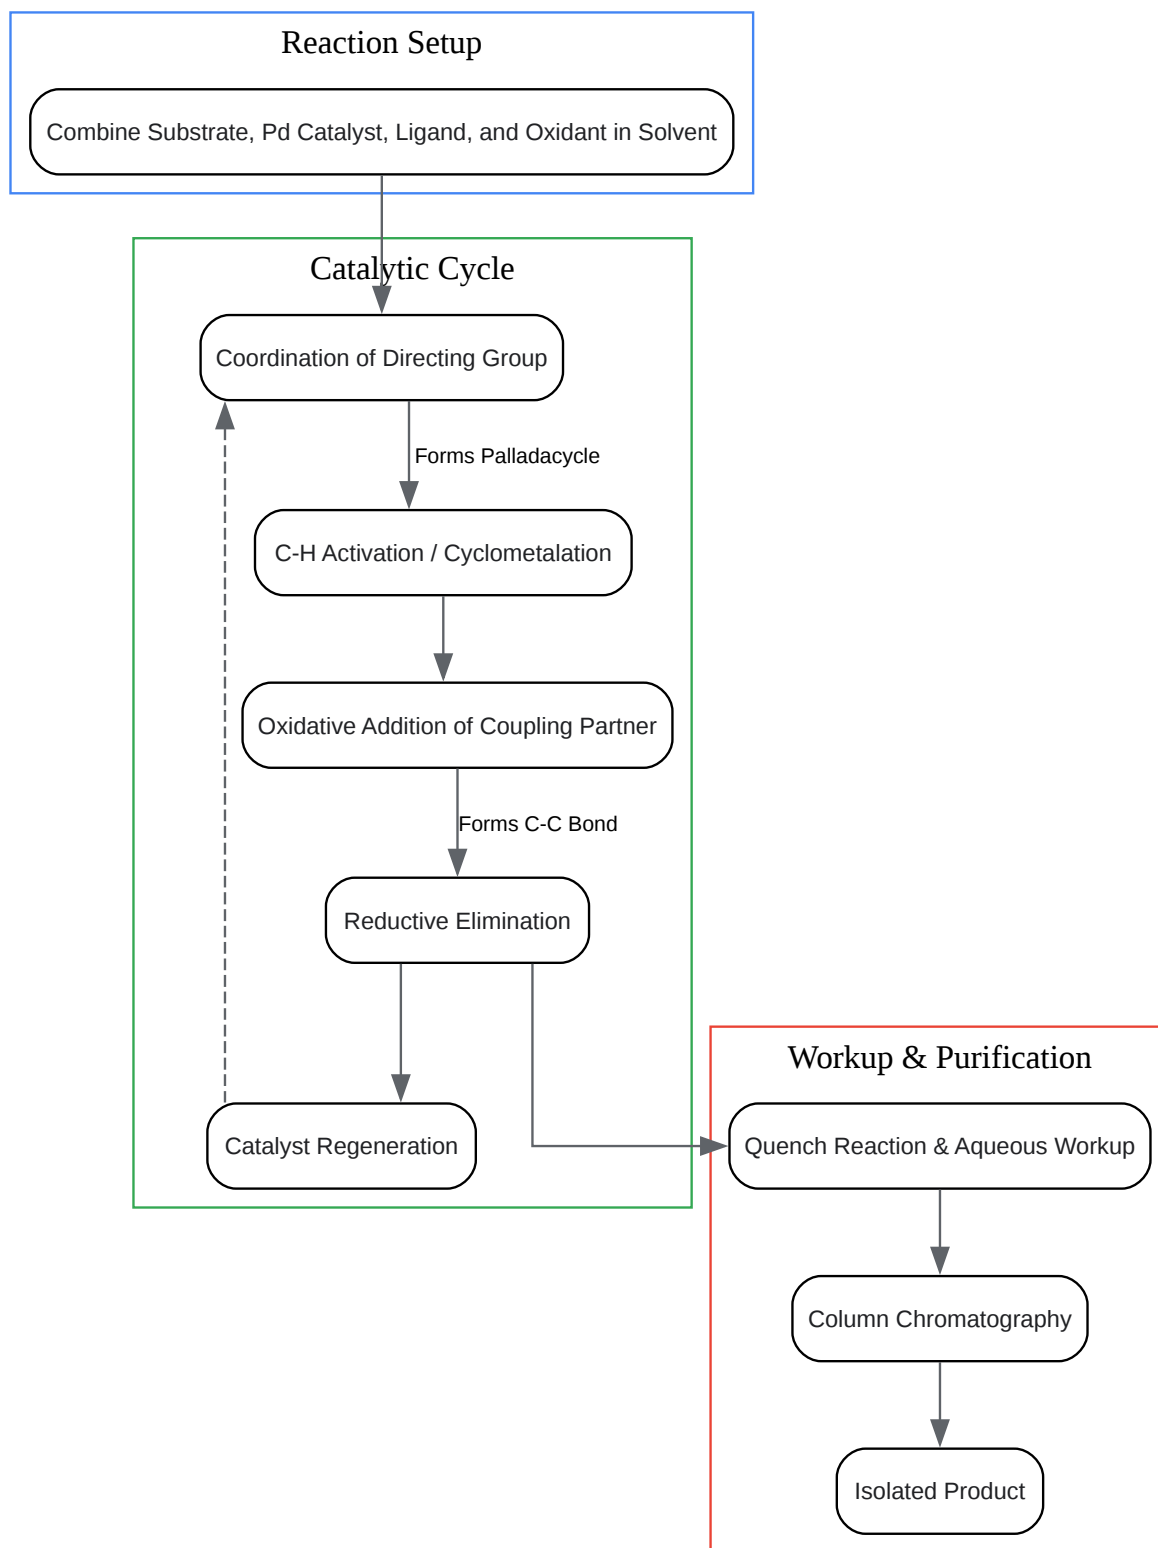 Reaction Setup
Combine Substrate, Pd Catalyst, Ligand, and Oxidant in Solvent
Catalytic Cycle
Coordination of Directing Group
Forms Palladacycle
C-H Activation / Cyclometalation
Oxidative Addition of Coupling Partner
Forms C-C Bond
Reductive Elimination
Catalyst Regeneration
Workup & Purification
Quench Reaction & Aqueous Workup
Column Chromatography
Isolated Product